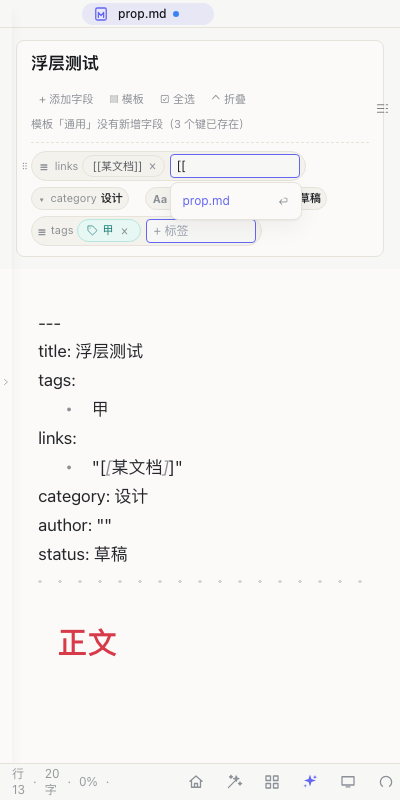 prop.md
浮层测试
+ 添加字段 模板 全选 折叠
模板「通用」没有新增字段（3 个键已存在）
links [[某文档]] × [[
category 设计 Aa 草稿
prop.md
tags 甲 × + 标签
---
title: 浮层测试
tags:
• 甲
links:
• "[[某文档]]"
category: 设计
author: ""
status: 草稿
正文
行 13 · 20 字 · 0% ·